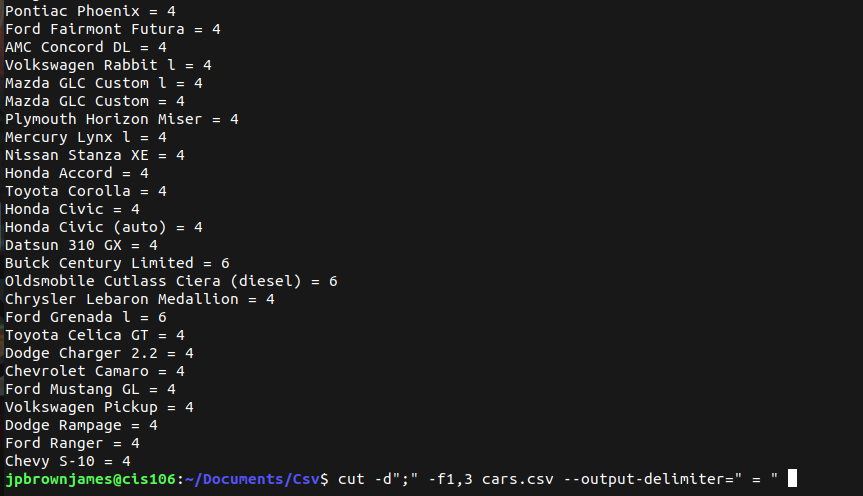 Pontiac Phoenix = 4
Ford Fairmont Futura = 4
AMC Concord DL = 4
Volkswagen Rabbit l = 4
Mazda GLC Custom l = 4
Mazda GLC Custom = 4
Plymouth Horizon Miser = 4
Mercury Lynx l = 4
Nissan Stanza XE = 4
Honda Accord = 4
Toyota Corolla = 4
Honda Civic = 4
Honda Civic (auto) = 4
Datsun 310 GX = 4
Buick Century Limited = 6
Oldsmobile Cutlass Ciera (diesel) = 6
Chrysler Lebaron Medallion = 4
Ford Grenada l = 6
Toyota Celica GT = 4
Dodge Charger 2.2 = 4
Chevrolet Camaro = 4
Ford Mustang GL = 4
Volkswagen Pickup = 4
Dodge Rampage = 4
Ford Ranger = 4
Chevy S-10 = 4
jpbrownjames@cis106:~/Documents/Csv$ cut -d";" -f1,3 cars.csv --output-delimiter=" = "